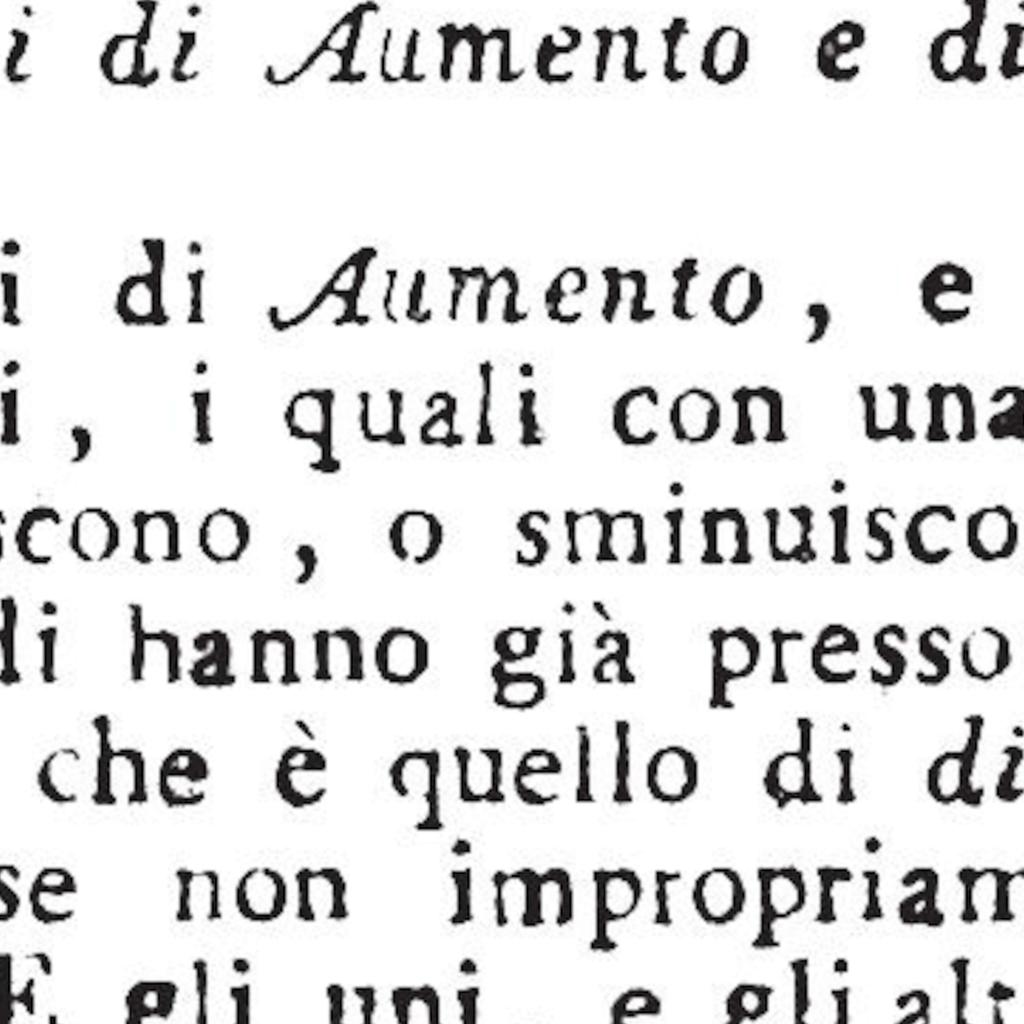 i di Aumento e di
i di Aumento, e
i, i quali con una
scono, o sminuisco
di hanno già presso
che è quello di di
se non impropriam
E gli uni, e gli alt